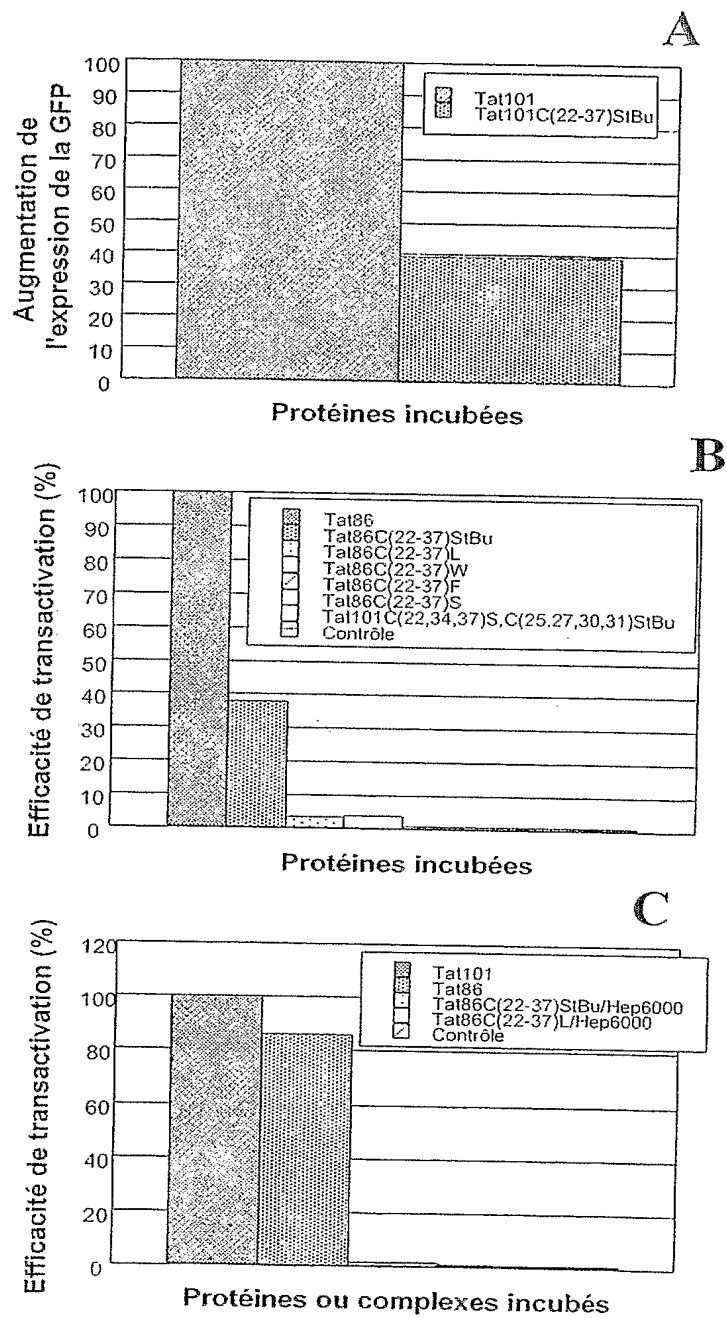 A
Augmentation de
l'expression de la GFP
100
90
80
70
60
50
40
30
20
10
0
Tat101
Tat101C(22-37)StBu
Protéines incubées
B
Efficacité de transactivation (%)
100
90
80
70
60
50
40
30
20
10
0
Tat86
Tat86C(22-37)StBu
Tat86C(22-37)L
Tat86C(22-37)W
Tat86C(22-37)F
Tat86C(22-37)S
Tat101C(22,34,37)S,C(25,27,30,31)StBu
Contrôle
Protéines incubées
C
Efficacité de transactivation (%)
120
100
80
60
40
20
0
Tat101
Tat86
Tat86C(22-37)StBu/Hep6000
Tat86C(22-37)L/Hep6000
Contrôle
Protéines ou complexes incubés